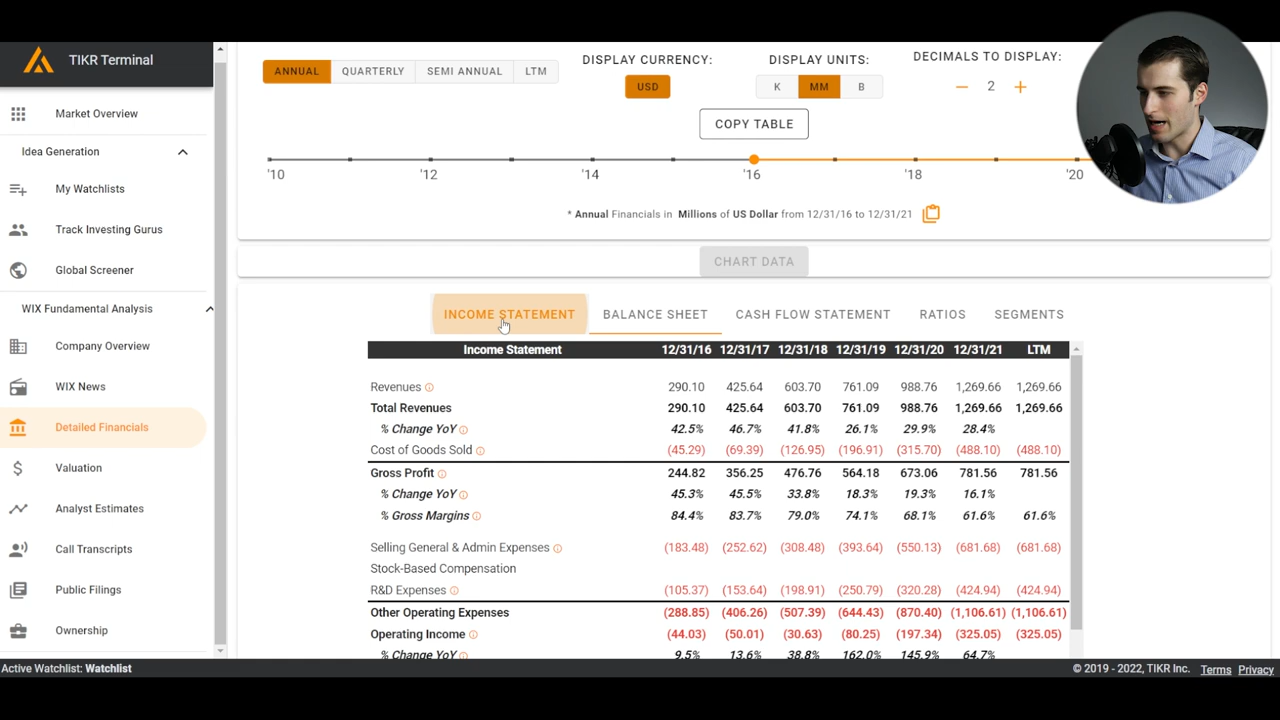 TIKR Terminal
Market Overview
Idea Generation
My Watchlists
Track Investing Gurus
Global Screener
WIX Fundamental Analysis
Company Overview
WIX News
Detailed Financials
Valuation
Analyst Estimates
Call Transcripts
Public Filings
Ownership
ANNUAL QUARTERLY SEMI ANNUAL LTM
DISPLAY CURRENCY:
USD
DISPLAY UNITS:
K MM B
DECIMALS TO DISPLAY:
2
COPY TABLE
'10 '12 '14 '16 '18 '20
* Annual Financials in Millions of US Dollar from 12/31/16 to 12/31/21
CHART DATA
INCOME STATEMENT BALANCE SHEET CASH FLOW STATEMENT RATIOS SEGMENTS
Income Statement 12/31/16 12/31/17 12/31/18 12/31/19 12/31/20 12/31/21 LTM
Revenues 290.10 425.64 603.70 761.09 988.76 1,269.66 1,269.66
Total Revenues 290.10 425.64 603.70 761.09 988.76 1,269.66 1,269.66
% Change YoY 42.5% 46.7% 41.8% 26.1% 29.9% 28.4%
Cost of Goods Sold (45.29) (69.39) (126.95) (196.91) (315.70) (488.10) (488.10)
Gross Profit 244.82 356.25 476.76 564.18 673.06 781.56 781.56
% Change YoY 45.3% 45.5% 33.8% 18.3% 19.3% 16.1%
% Gross Margins 84.4% 83.7% 79.0% 74.1% 68.1% 61.6% 61.6%
Selling General & Admin Expenses (183.48) (252.62) (308.48) (393.64) (550.13) (681.68) (681.68)
Stock-Based Compensation
R&D Expenses (105.37) (153.64) (198.91) (250.79) (320.28) (424.94) (424.94)
Other Operating Expenses (288.85) (406.26) (507.39) (644.43) (870.40) (1,106.61) (1,106.61)
Operating Income (44.03) (50.01) (30.63) (80.25) (197.34) (325.05) (325.05)
% Change YoY 9.5% 13.6% 38.8% 162.0% 145.9% 64.7%
Active Watchlist: Watchlist
© 2019 - 2022, TIKR Inc. Terms Privacy